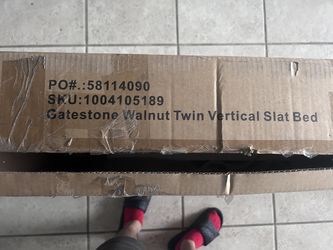 PO#.:58114090
SKU:1004105189
Gatestone Walnut Twin Vertical Slat Bed